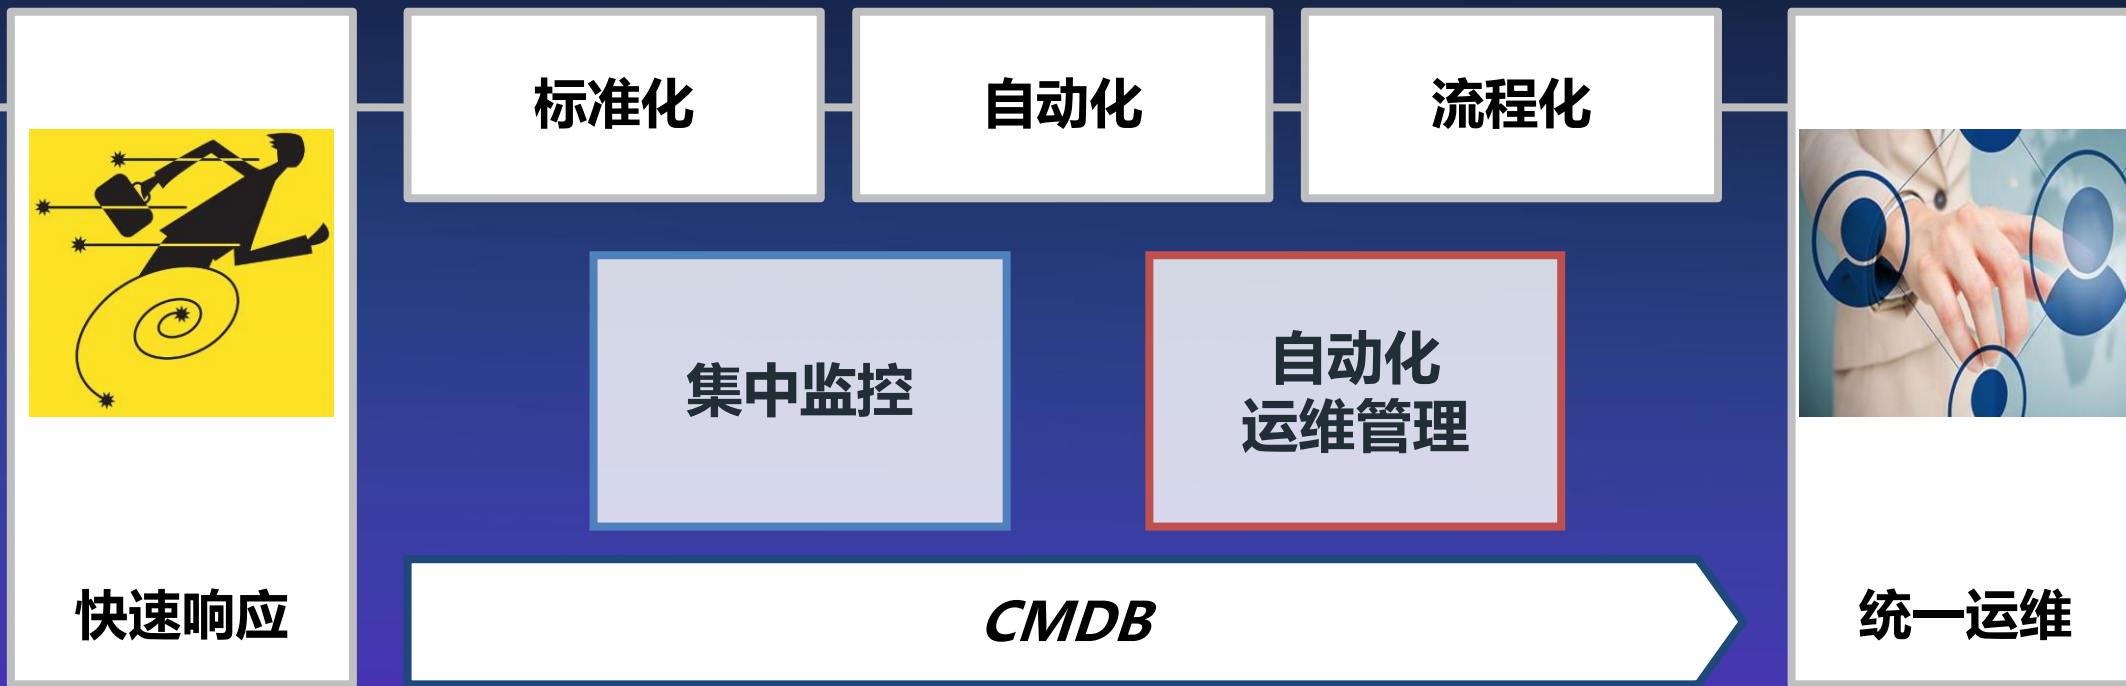 标准化
自动化
流程化
集中监控
自动化
运维管理
快速响应
CMDB
统一运维